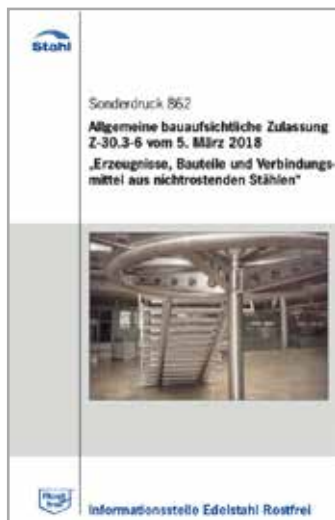 Stahl
Sonderdruck 862
Allgemeine bauaufsichtliche Zulassung
Z-30.3-6 vom 5. März 2018
„Erzeugnisse, Bauteile und Verbindungs-
mittel aus nichtrostenden Stählen“
Informationsstelle Edelstahl Rostfrei